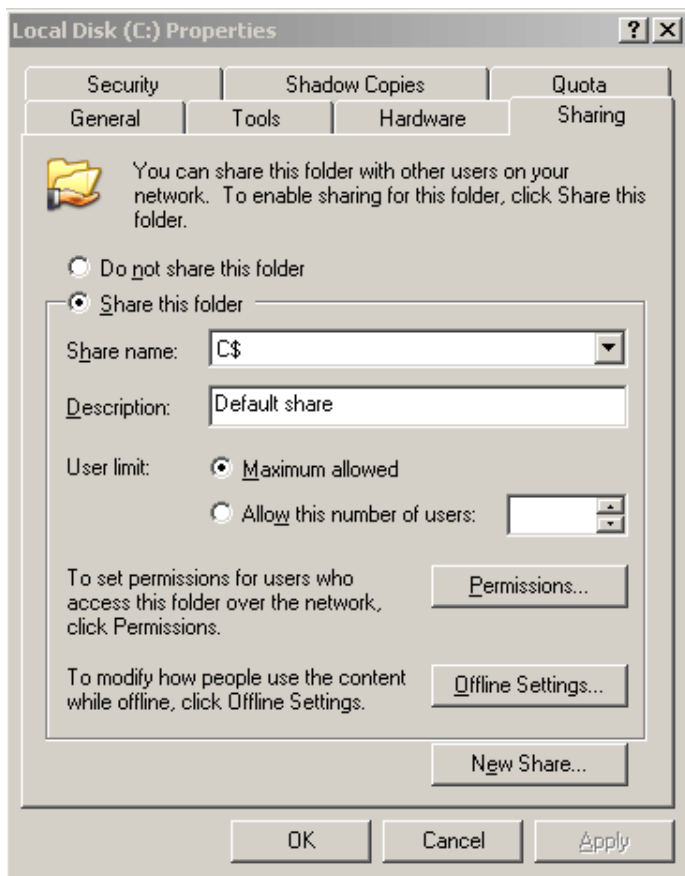 Local Disk (C:) Properties
Security
Shadow Copies
Quota
General
Tools
Hardware
Sharing
You can share this folder with other users on your
network. To enable sharing for this folder, click Share this
folder.
Do not share this folder
Share this folder
Share name:
C$
Description:
Default share
User limit:
Maximum allowed
Allow this number of users:
To set permissions for users who
access this folder over the network,
click Permissions.
Permissions...
To modify how people use the content
while offline, click Offline Settings.
Offline Settings...
New Share...
OK
Cancel
Apply